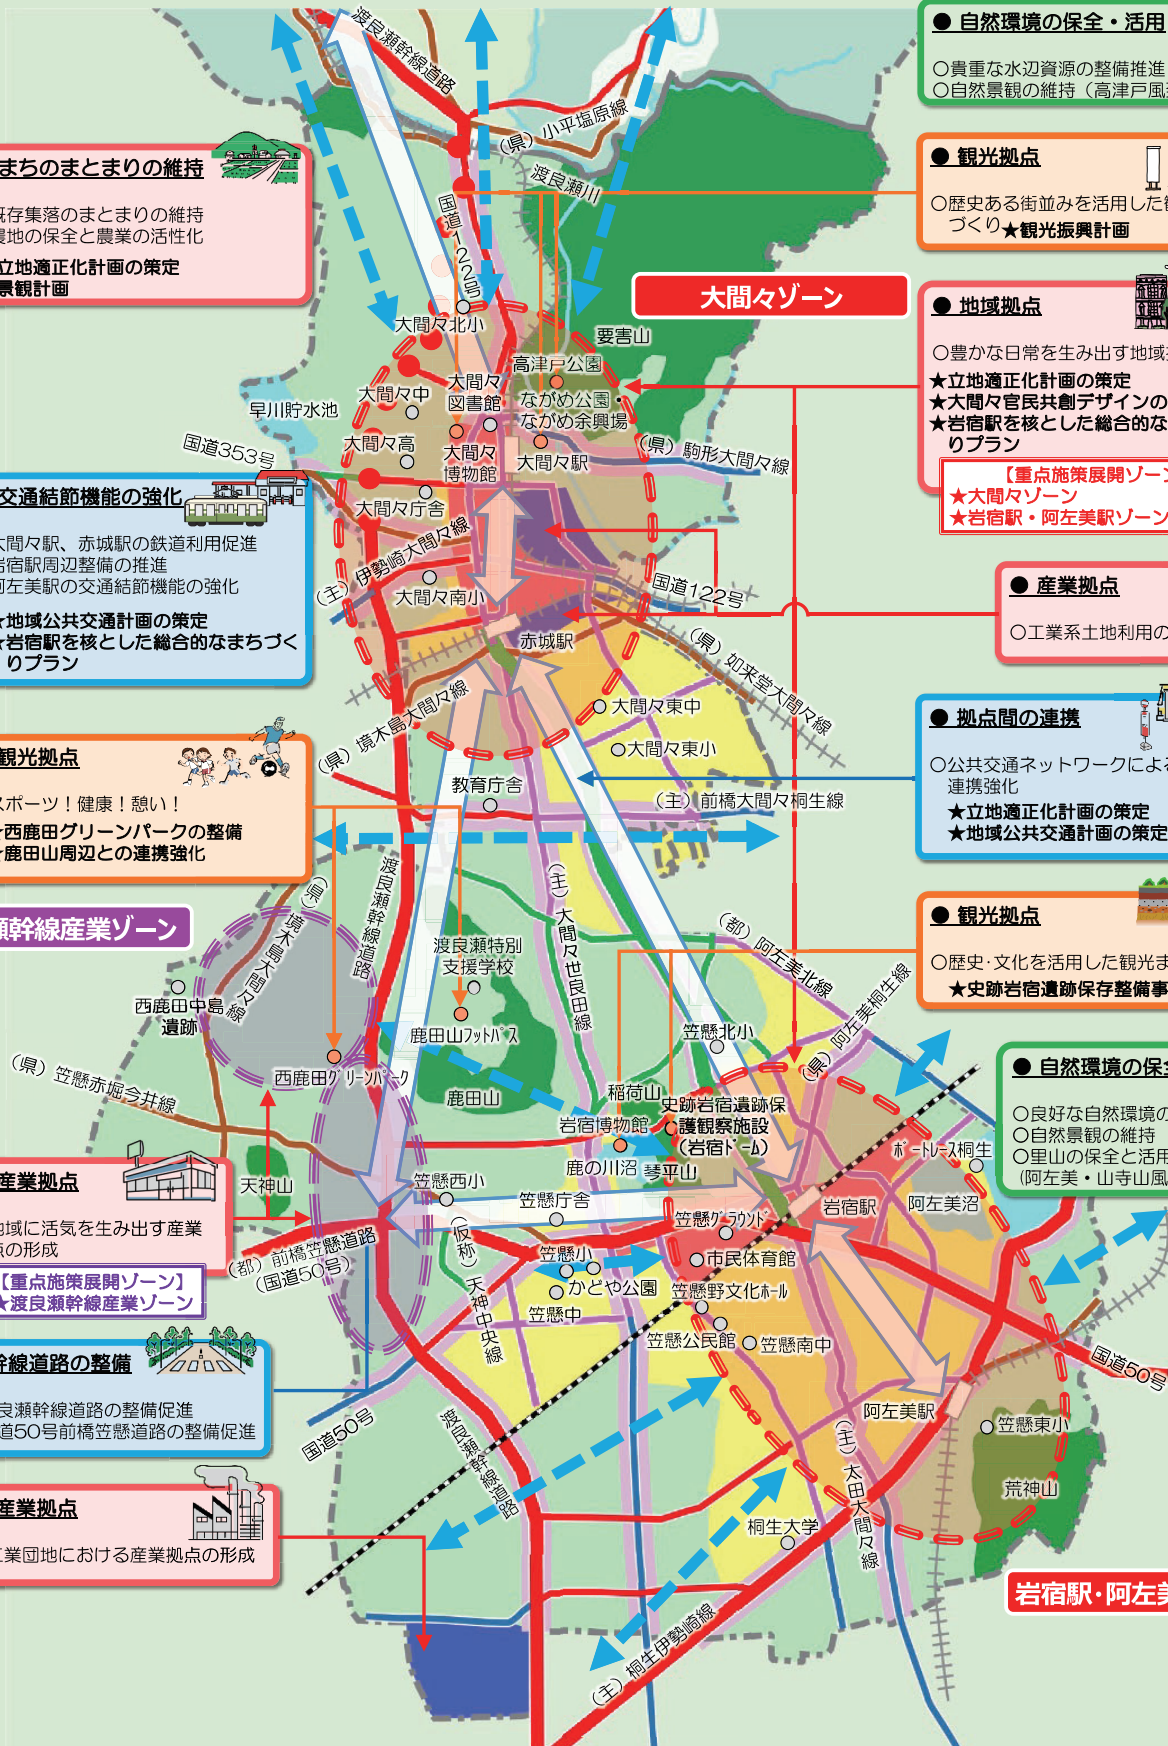 ● 自然環境の保全・活用
○貴重な水辺資源の整備推進
○自然景観の維持（高津戸風
● 観光拠点
○歴史ある街並みを活用した
づくり★観光振興計画
まちのまとまりの維持
既存集落のまとまりの維持
農地の保全と農業の活性化
立地適正化計画の策定
景観計画
大間々ゾーン
● 地域拠点
○豊かな日常を生み出す地域
★立地適正化計画の策定
★大間々官民共創デザインの
★岩宿駅を核とした総合的な
りプラン
【重点施策展開ゾーン
★大間々ゾーン
★岩宿駅・阿左美駅ゾーン
交通結節機能の強化
大間々駅、赤城駅の鉄道利用促進
岩宿駅周辺整備の推進
阿左美駅の交通結節機能の強化
★地域公共交通計画の策定
★岩宿駅を核とした総合的なまちづく
りプラン
● 産業拠点
○工業系土地利用の
● 拠点間の連携
○公共交通ネットワークによる
連携強化
★立地適正化計画の策定
★地域公共交通計画の策定
観光拠点
スポーツ！健康！憩い！
★西鹿田グリーンパークの整備
★鹿田山周辺との連携強化
瀬幹線産業ゾーン
● 観光拠点
○歴史・文化を活用した観光ま
★史跡岩宿遺跡保存整備事
● 自然環境の保全
○良好な自然環境の
○自然景観の維持
○里山の保全と活用
（阿左美・山寺山風
産業拠点
地域に活気を生み出す産業
点の形成
【重点施策展開ゾーン】
★渡良瀬幹線産業ゾーン
幹線道路の整備
良瀬幹線道路の整備促進
道50号前橋笠懸道路の整備促進
産業拠点
工業団地における産業拠点の形成
岩宿駅・阿左美
渡良瀬幹線道路
（県）小平塩原線
渡良瀬川
国道122号
大間々北小
要害山
高津戸公園
大間々
図書館
ながめ公園・
ながめ余興場
大間々中
早川貯水池
大間々高
大間々
博物館
大間々駅
（県）駒形大間々線
国道353号
大間々庁舎
（主）伊勢崎大間々線
大間々南小
国道122号
赤城駅
（県）如来堂大間々線
（県）境木島大間々線
大間々東中
大間々東小
教育庁舎
（主）前橋大間々桐生線
渡良瀬幹線道路
（県）境木島大間々線
（主）大間々世良田線
（都）阿左美北線
（県）阿左美桐生線
渡良瀬特別
支援学校
西鹿田中島
遺跡
鹿田山フットパス
西鹿田グリーンパーク
笠懸北小
（県）笠懸赤堀今井線
鹿田山
稲荷山
史跡岩宿遺跡保
護観察施設
（岩宿ドーム）
岩宿博物館
鹿の川沼
琴平山
ボートレース桐生
天神山
笠懸西小
笠懸庁舎
岩宿駅
阿左美沼
笠懸グラウンド
（都）前橋笠懸道路
（国道50号）
（仮称）天神中央線
笠懸小
かどや公園
笠懸中
市民体育館
笠懸野文化ホール
笠懸公民館
笠懸南中
国道50号
国道50号
阿左美駅
笠懸東小
渡良瀬幹線道路
（主）太田大間々線
荒神山
桐生大学
（主）桐生伊勢崎線